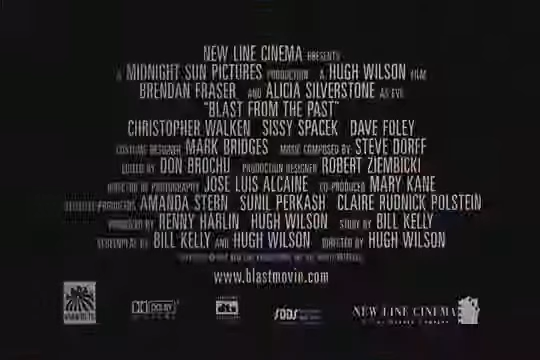 NEW LINE CINEMA PRESENTS
A MIDNIGHT SUN PICTURES PRODUCTION A HUGH WILSON FILM
BRENDAN FRASER AND ALICIA SILVERSTONE AS EVE
"BLAST FROM THE PAST"
CHRISTOPHER WALKEN SISSY SPACEK DAVE FOLEY
COSTUME DESIGNER MARK BRIDGES MUSIC COMPOSED BY STEVE DORFF
EDITED BY DON BROCHU PRODUCTION DESIGNER ROBERT ZIEMBICKI
DIRECTOR OF PHOTOGRAPHY JOSE LUIS ALCAINE CO-PRODUCER MARY KANE
EXECUTIVE PRODUCERS AMANDA STERN SUNIL PERKASH CLAIRE RUDNICK POLSTEIN
PRODUCED BY RENNY HARLIN HUGH WILSON STORY BY BILL KELLY
SCREENPLAY BY BILL KELLY AND HUGH WILSON DIRECTED BY HUGH WILSON
www.blastmovie.com
DOLBY
dts
SDDS
NEW LINE CINEMA